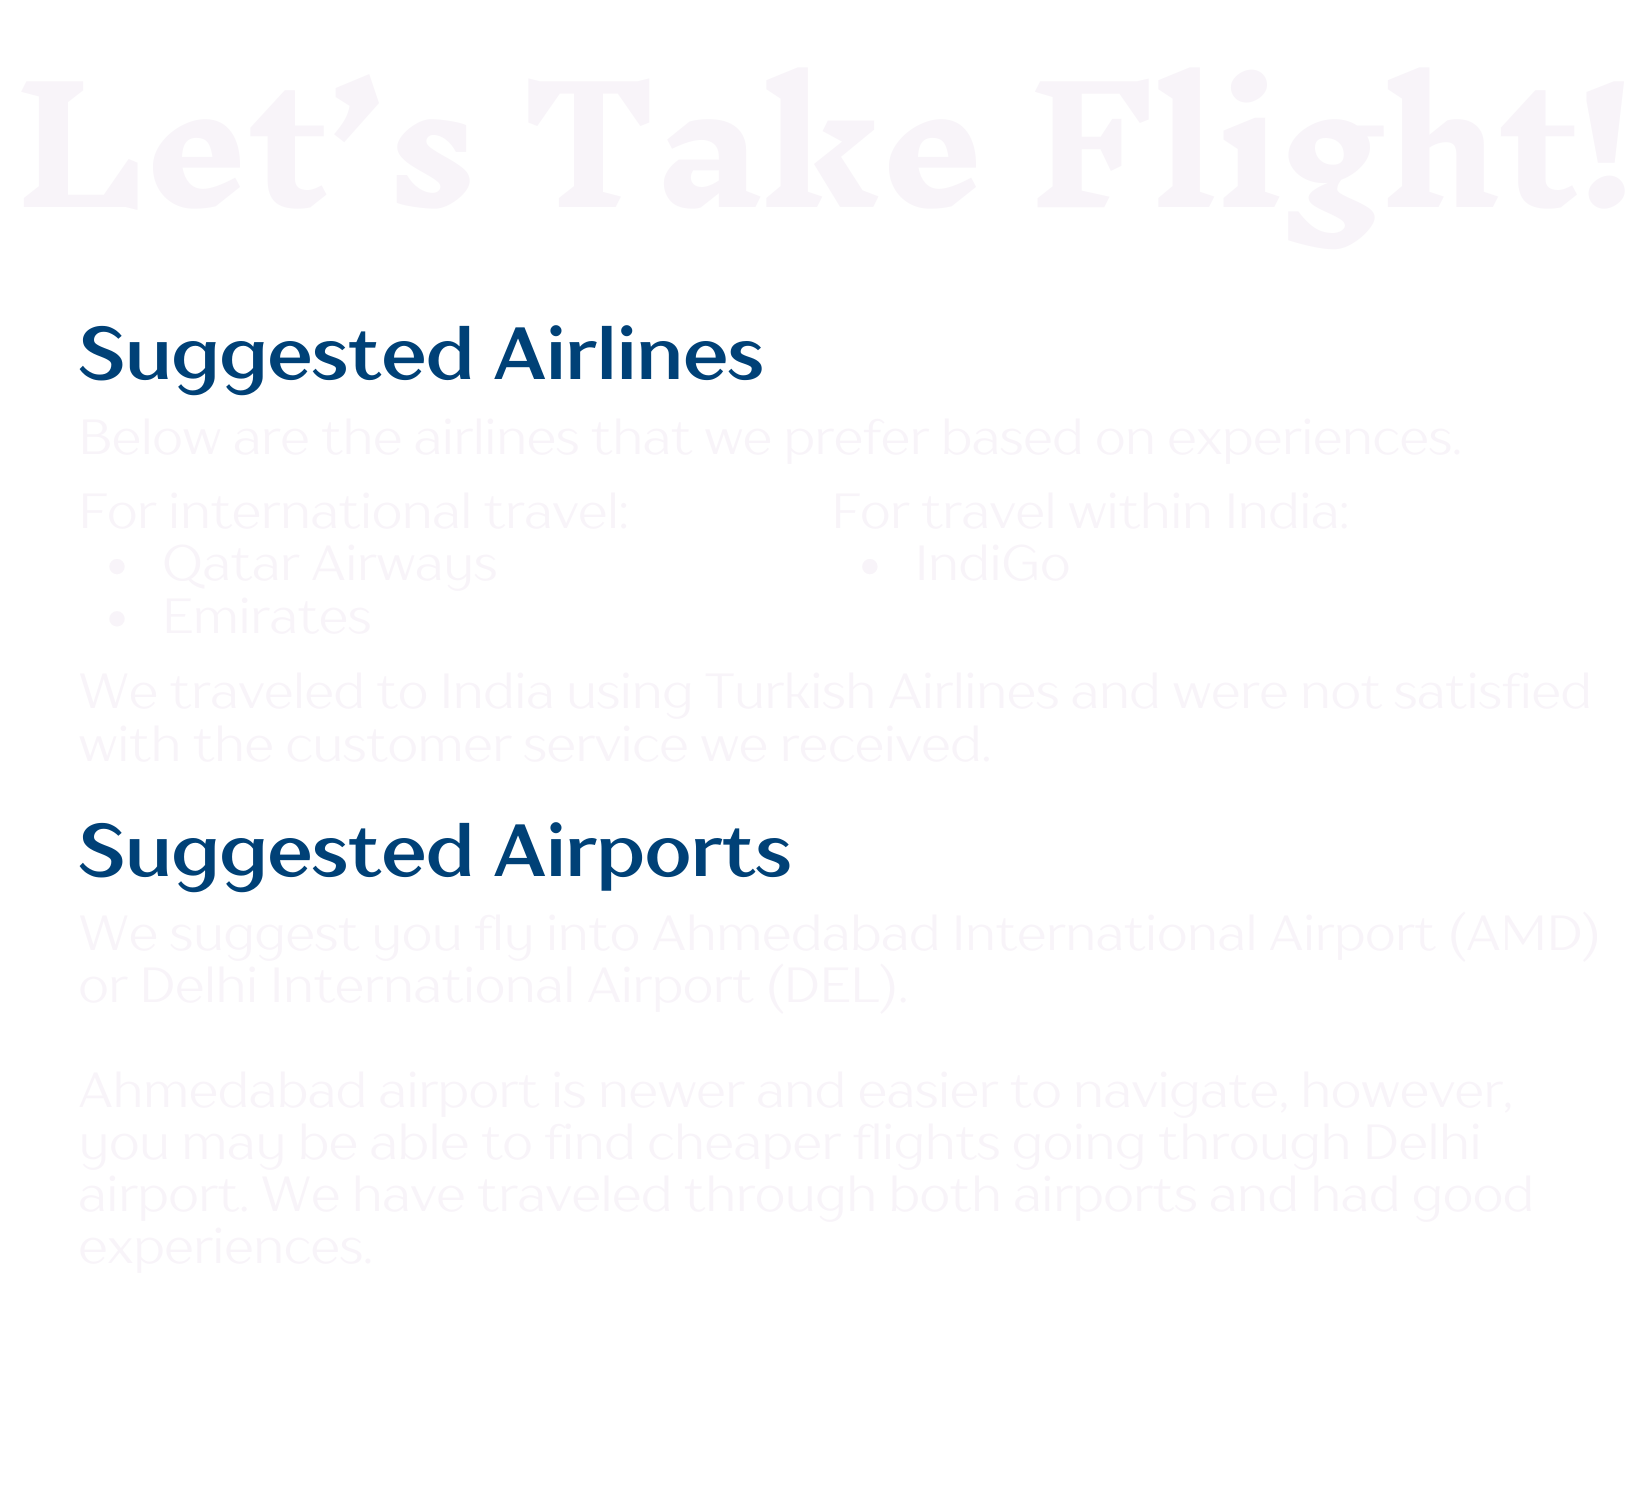 Let's Take Flight!
Suggested Airlines
Below are the airlines that we prefer based on experiences.
For international travel:
• Qatar Airways
• Emirates
For travel within India:
• IndiGo
We traveled to India using Turkish Airlines and were not satisfied
with the customer service we received.
Suggested Airports
We suggest you fly into Ahmedabad International Airport (AMD)
or Delhi International Airport (DEL).
Ahmedabad airport is newer and easier to navigate, however,
you may be able to find cheaper flights going through Delhi
airport. We have traveled through both airports and had good
experiences.